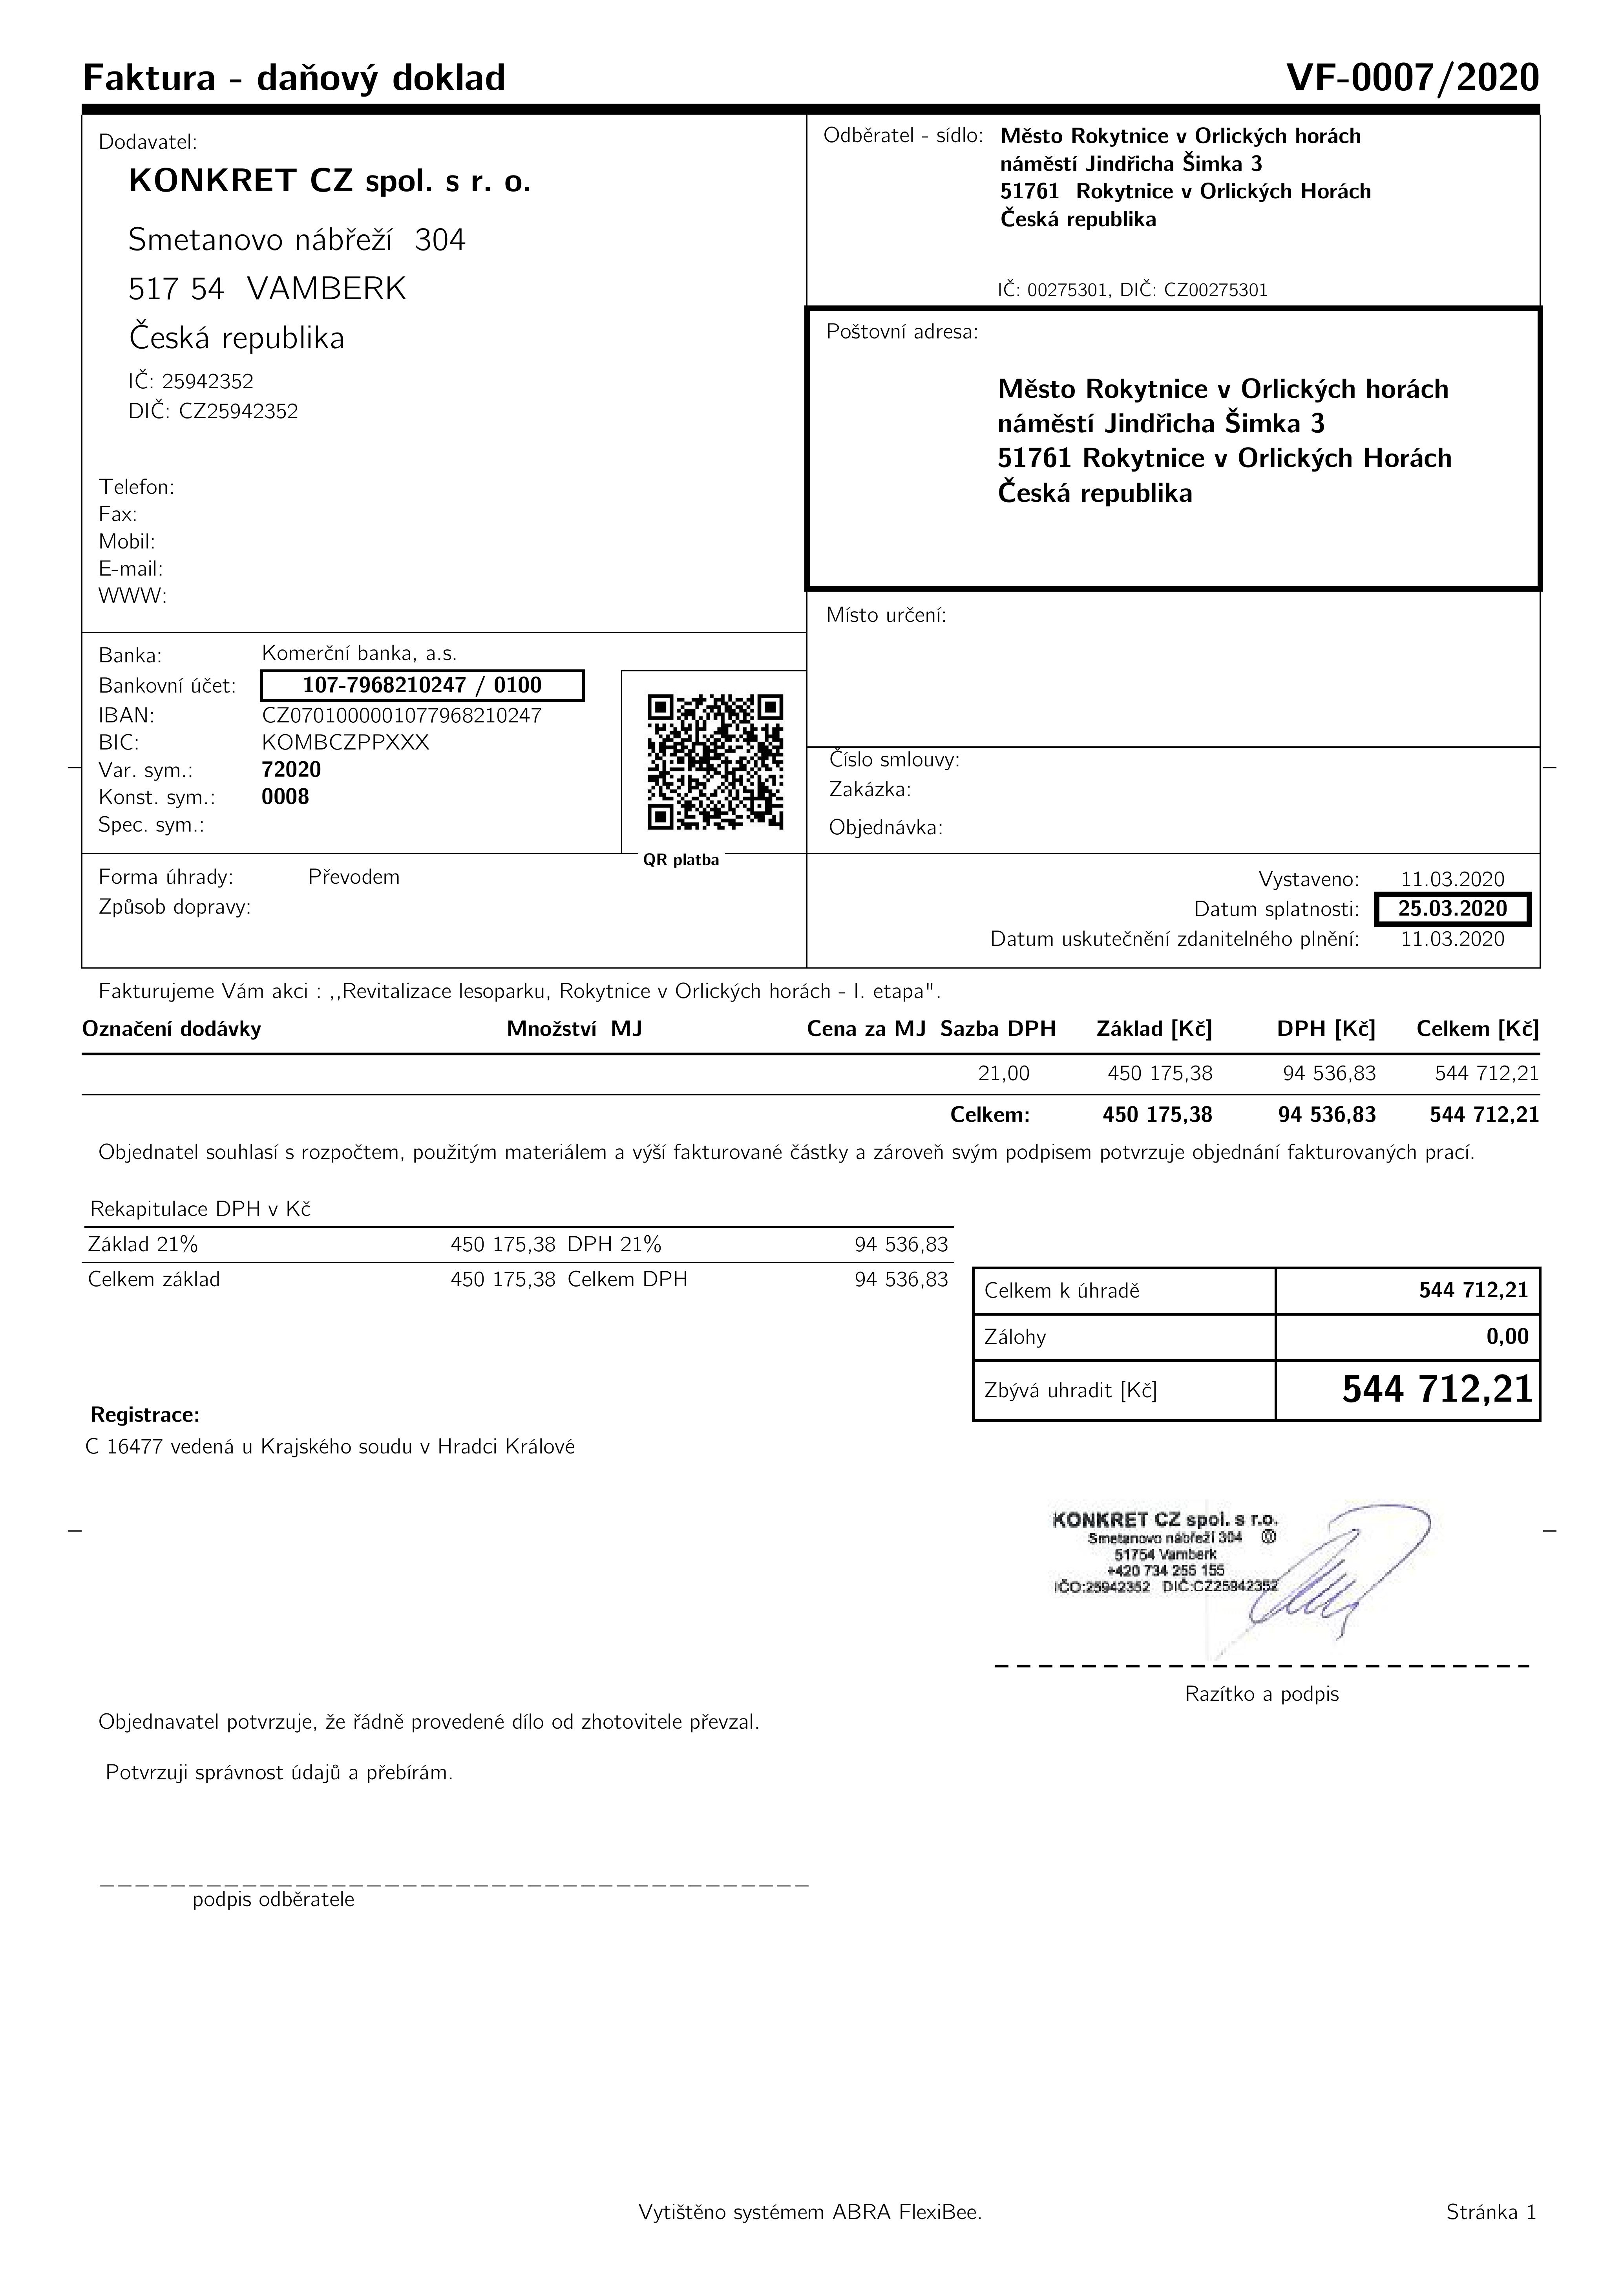 Faktura - daňový doklad VF-0007/2020
Dodavatel:
KONKRET CZ spol. s r. o.
Smetanovo nábřeží 304
517 54 VAMBERK
Česká republika
IČ: 25942352
DIČ: CZ25942352
Telefon:
Fax:
Mobil:
E-mail:
WWW:
Odběratel - sídlo: Město Rokytnice v Orlických horách
náměstí Jindřicha Šimka 3
51761 Rokytnice v Orlických Horách
Česká republika
IČ: 00275301, DIČ: CZ00275301
Poštovní adresa:
Město Rokytnice v Orlických horách
náměstí Jindřicha Šimka 3
51761 Rokytnice v Orlických Horách
Česká republika
Místo určení:
Banka: Komerční banka, a.s.
Bankovní účet: 107-7968210247 / 0100
IBAN: CZ0701000001077968210247
BIC: KOMBCZPPXXX
Var. sym.: 72020
Konst. sym.: 0008
Spec. sym.:
QR platba
Číslo smlouvy:
Zakázka:
Objednávka:
Forma úhrady: Převodem
Způsob dopravy:
Vystaveno: 11.03.2020
Datum splatnosti: 25.03.2020
Datum uskutečnění zdanitelného plnění: 11.03.2020
Fakturujeme Vám akci : ,,Revitalizace lesoparku, Rokytnice v Orlických horách - I. etapa".
Označení dodávky Množství MJ Cena za MJ Sazba DPH Základ [Kč] DPH [Kč] Celkem [Kč]
21,00 450 175,38 94 536,83 544 712,21
Celkem: 450 175,38 94 536,83 544 712,21
Objednatel souhlasí s rozpočtem, použitým materiálem a výší fakturované částky a zároveň svým podpisem potvrzuje objednání fakturovaných prací.
Rekapitulace DPH v Kč
Základ 21% 450 175,38 DPH 21% 94 536,83
Celkem základ 450 175,38 Celkem DPH 94 536,83
Celkem k úhradě 544 712,21
Zálohy 0,00
Zbývá uhradit [Kč] 544 712,21
Registrace:
C 16477 vedená u Krajského soudu v Hradci Králové
KONKRET CZ spol. s r.o.
Smetanovo nábřeží 304
51754 Vamberk
+420 734 255 155
IČO:25942352 DIČ:CZ25942352
Razítko a podpis
Objednavatel potvrzuje, že řádně provedené dílo od zhotovitele převzal.
Potvrzuji správnost údajů a přebírám.
podpis odběratele
Vytištěno systémem ABRA FlexiBee. Stránka 1